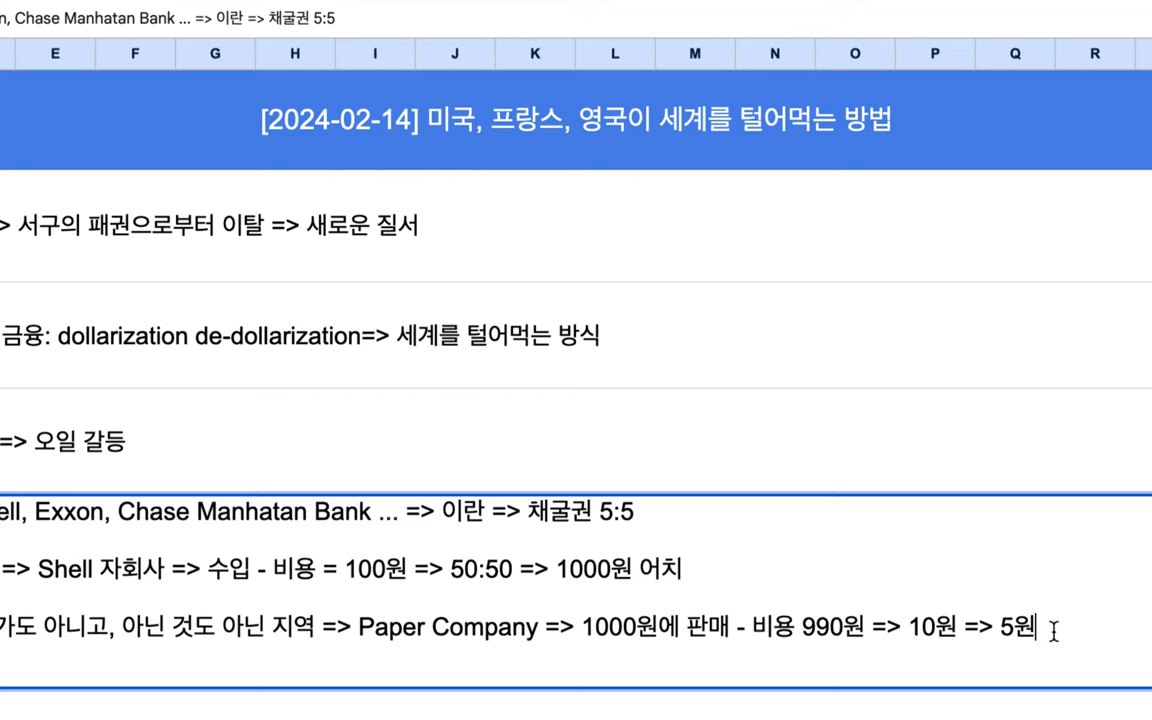 n, Chase Manhatan Bank ... => 이란 => 채굴권 5:5
E F G H I J K L M N O P Q R
[2024-02-14] 미국, 프랑스, 영국이 세계를 털어먹는 방법
> 서구의 패권으로부터 이탈 => 새로운 질서
금융: dollarization de-dollarization=> 세계를 털어먹는 방식
=> 오일 갈등
ell, Exxon, Chase Manhatan Bank ... => 이란 => 채굴권 5:5
=> Shell 자회사 => 수입 - 비용 = 100원 => 50:50 => 1000원 어치
가도 아니고, 아닌 것도 아닌 지역 => Paper Company => 1000원에 판매 - 비용 990원 => 10원 => 5원